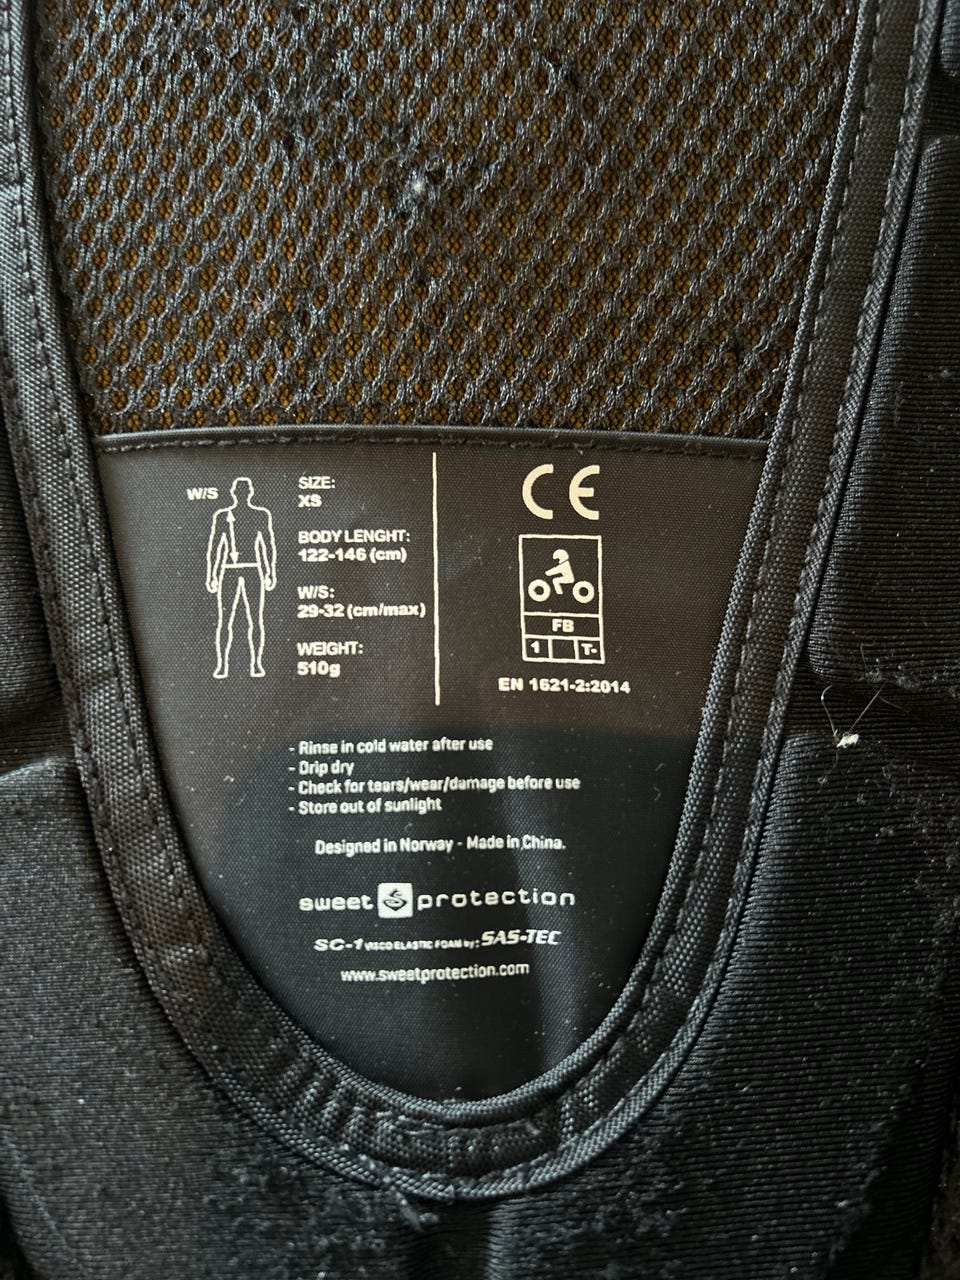 W/S
SIZE:
XS
BODY LENGHT:
122-146 (cm)
W/S:
29-32 (cm/max)
WEIGHT:
510g
CE
FB
1 T-
EN 1621-2:2014
- Rinse in cold water after use
- Drip dry
- Check for tears/wear/damage before use
- Store out of sunlight
Designed in Norway - Made in China.
sweet protection
SC-1 VISCO ELASTIC FOAM by: SAS-TEC
www.sweetprotection.com